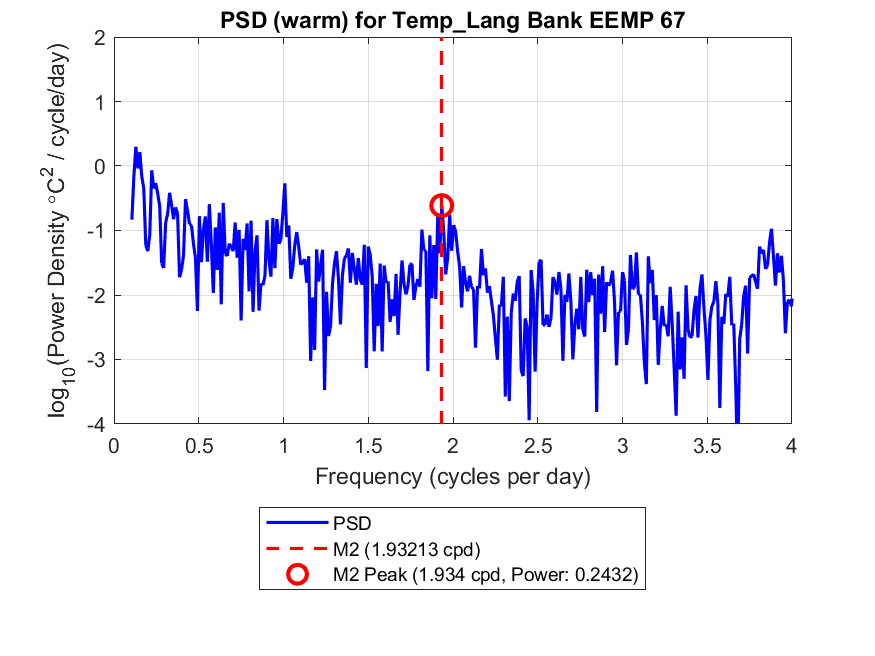 PSD (warm) for Temp_Lang Bank EEMP 67
log10(Power Density °C2 / cycle/day)
2
1
0
-1
-2
-3
-4
0 0.5 1 1.5 2 2.5 3 3.5 4
Frequency (cycles per day)
PSD
M2 (1.93213 cpd)
M2 Peak (1.934 cpd, Power: 0.2432)